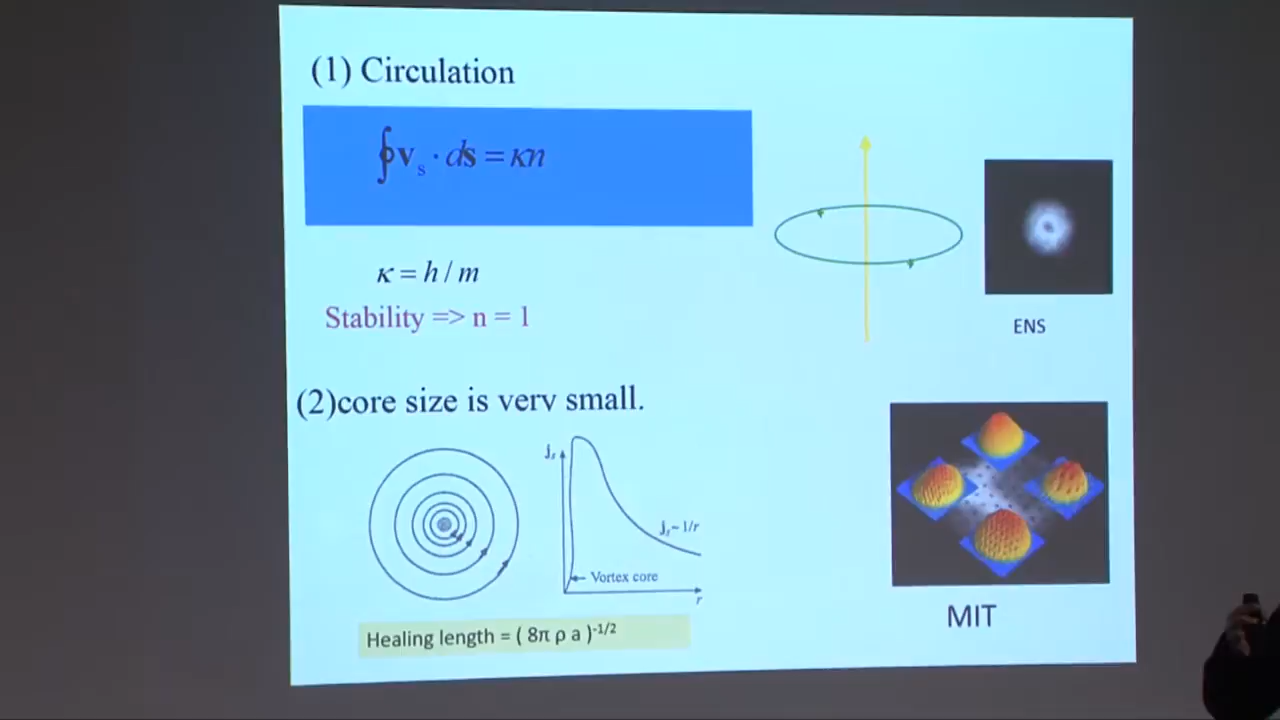 (1) Circulation
∮v_s · ds = κn
κ = h / m
Stability => n = 1
ENS
(2)core size is very small.
j_s
j_s~1/r
Vortex core
r
Healing length = ( 8π ρ a )^-1/2
MIT